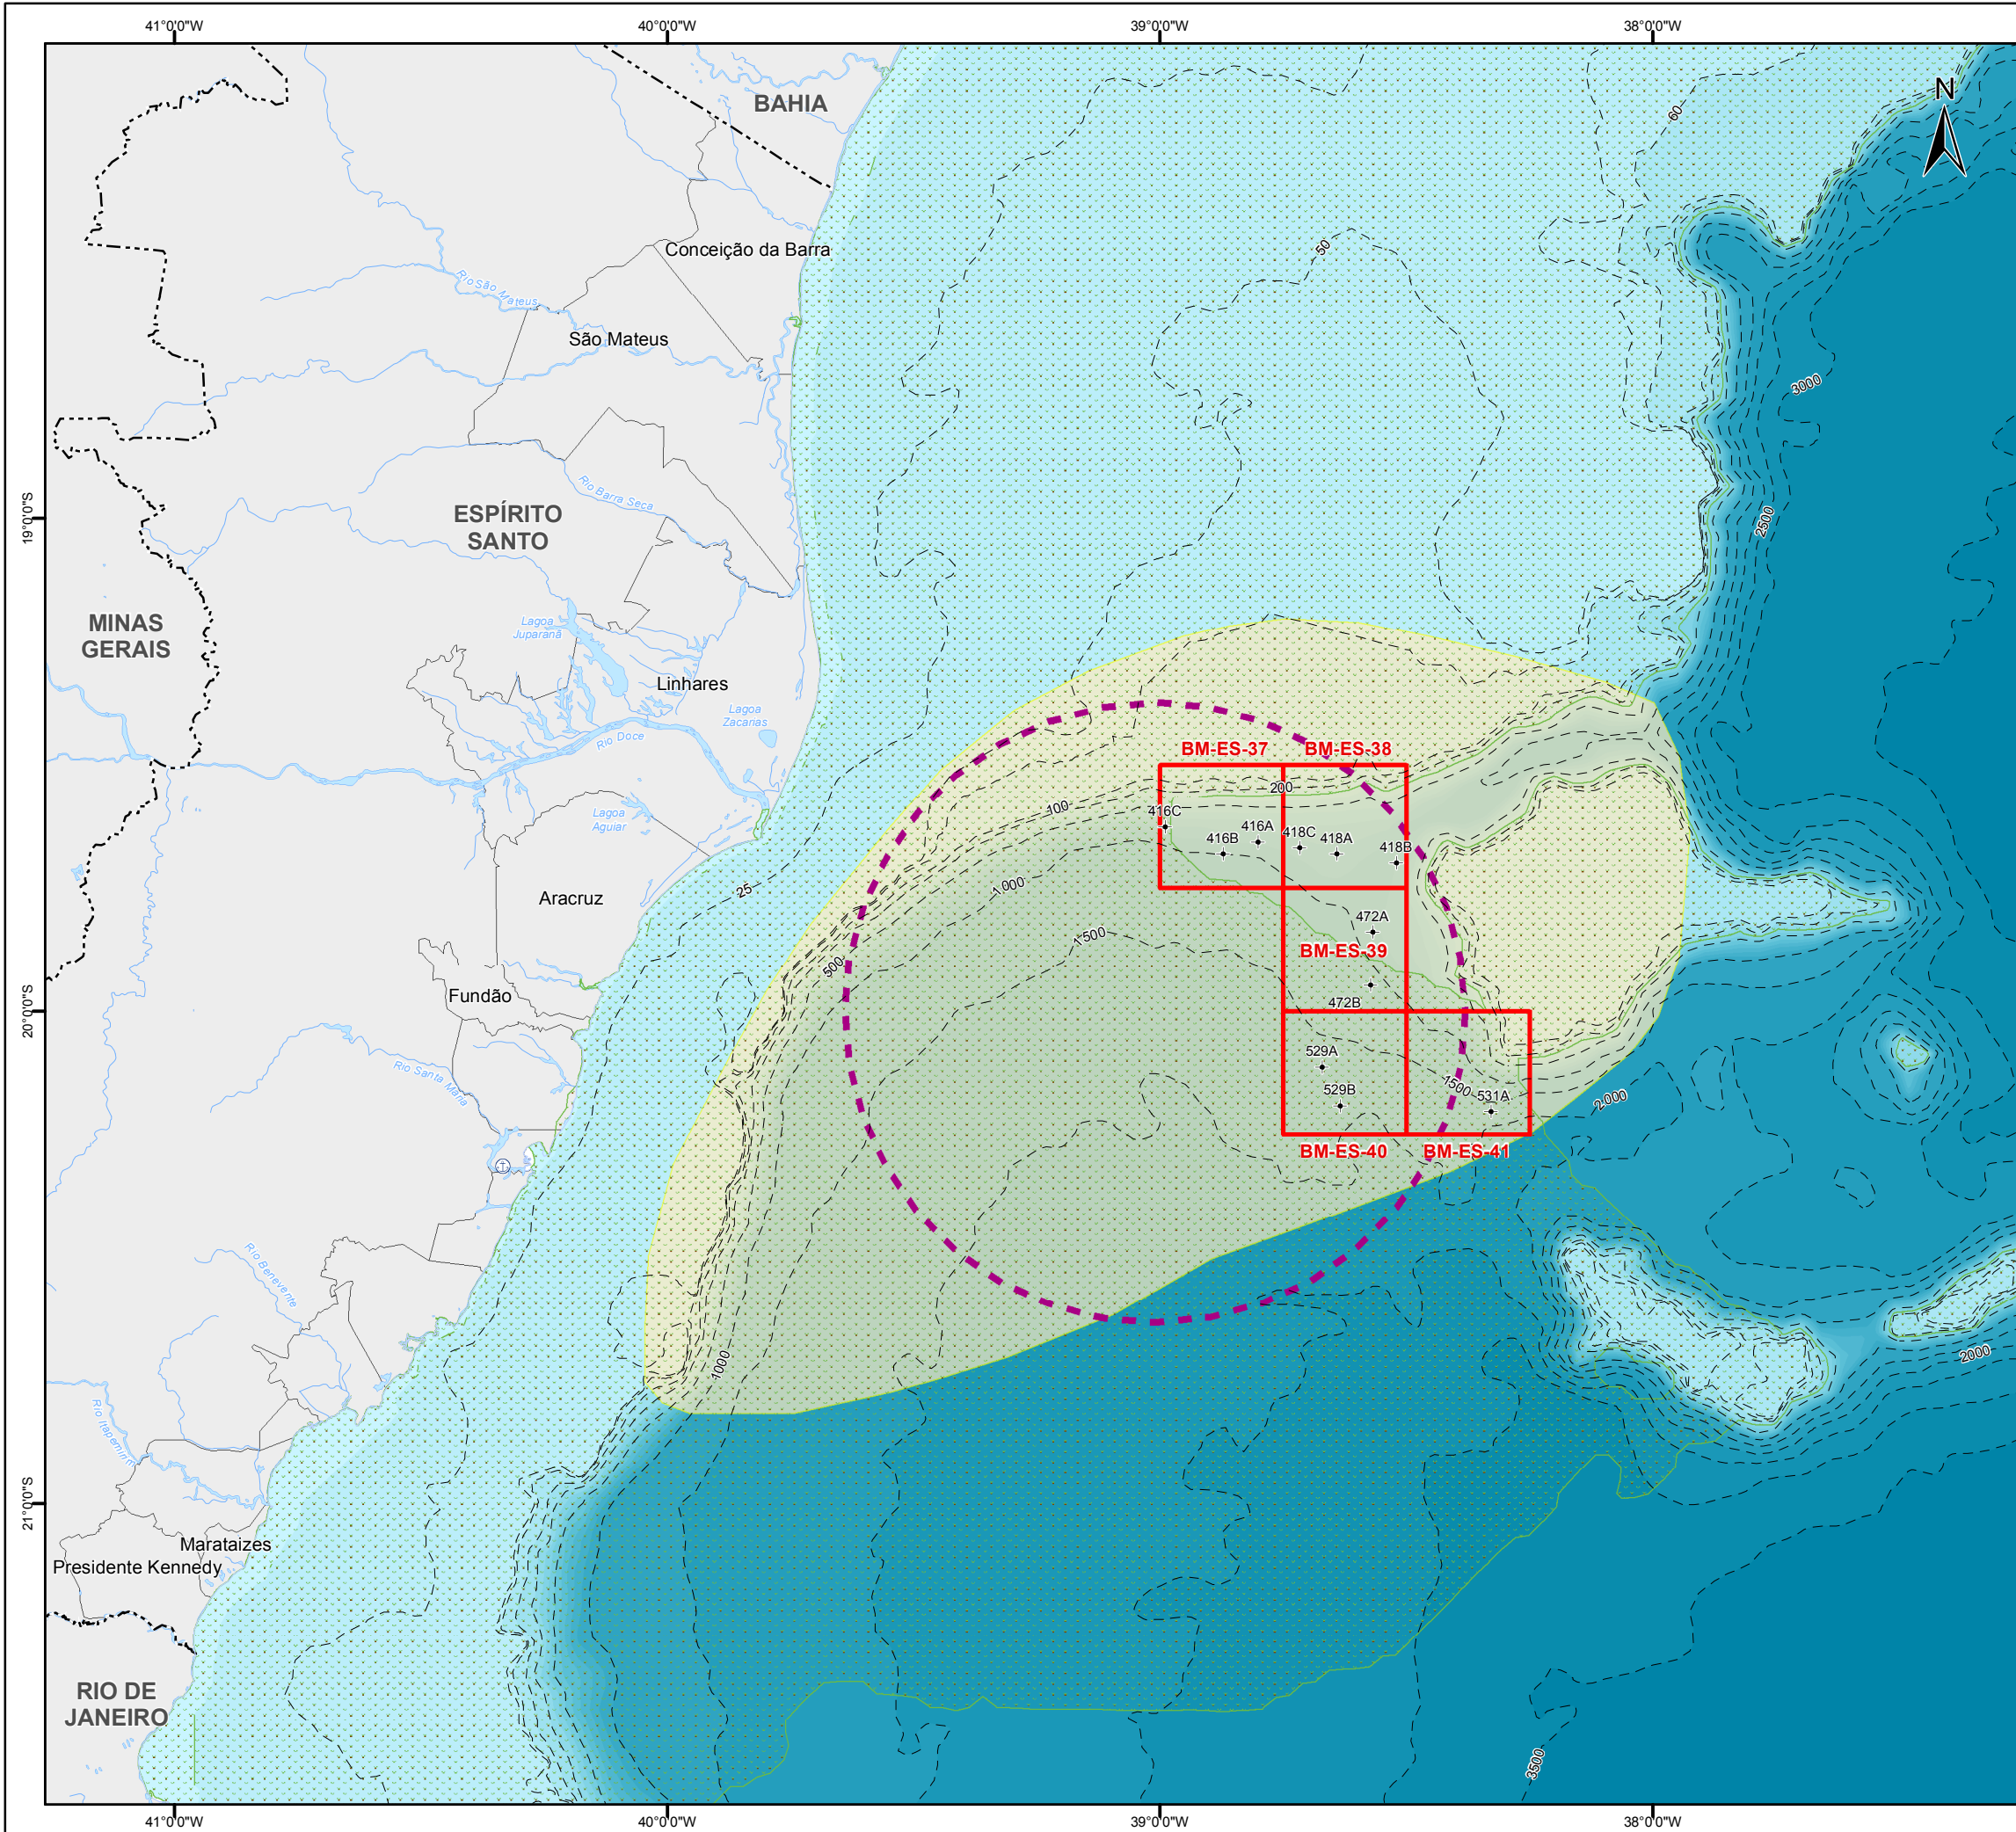 41°0'0"W
40°0'0"W
39°0'0"W
38°0'0"W
N
BAHIA
60
Conceição da Barra
50
Rio São Mateus
São Mateus
3000
Rio Barra Seca
19°0'0"S
ESPÍRITO
SANTO
2500
MINAS
GERAIS
Lagoa
Juparanã
Linhares
Lagoa
Zacarias
Rio Doce
BM-ES-37
BM-ES-38
200
100
416C
Lagoa
Aguiar
416B
416A
418C
418A
418B
25
1 000
Aracruz
472A
1 500
BM-ES-39
500
Fundão
472B
20°0'0"S
529A
Rio Santa Maria
1500
529B
531A
2 000
BM-ES-40
BM-ES-41
Rio Benevente
2000
1000
Rio Itapemirim
21°0'0"S
Marataizes
Presidente Kennedy
RIO DE
JANEIRO
3500
41°0'0"W
40°0'0"W
39°0'0"W
38°0'0"W